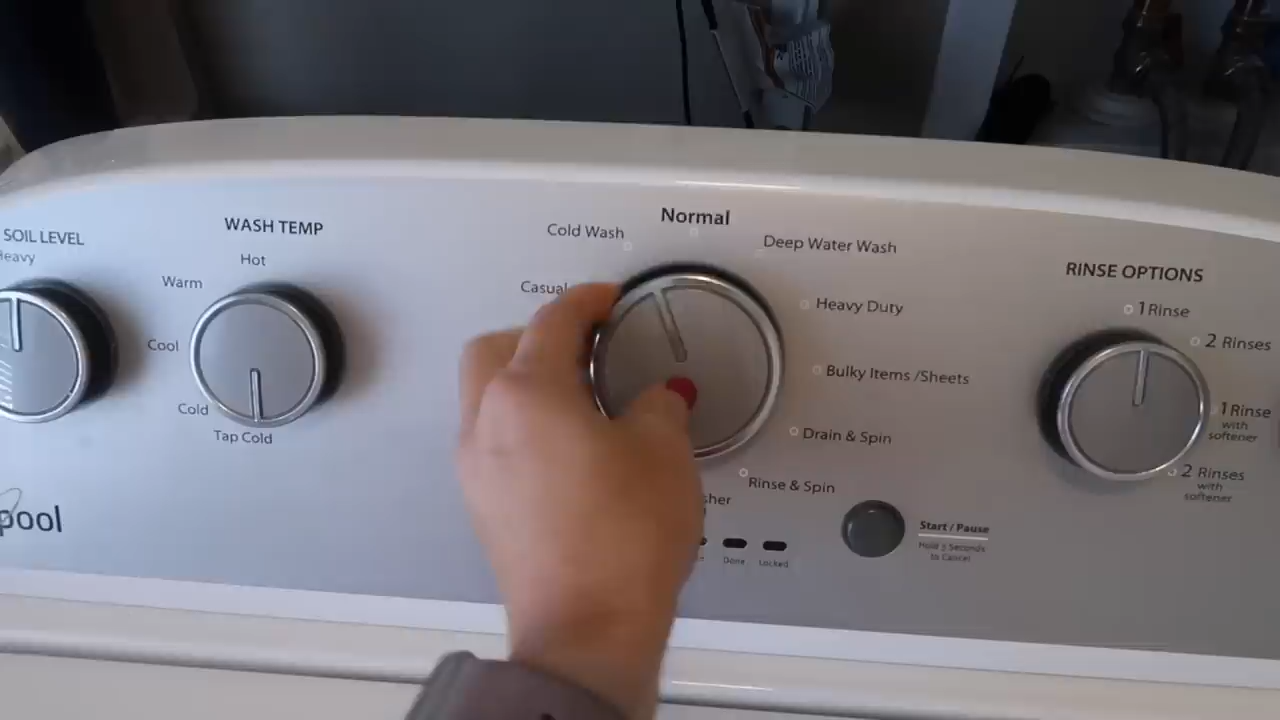 SOIL LEVEL
Heavy
WASH TEMP
Hot
Warm
Cool
Cold
Tap Cold
Normal
Cold Wash
Casual
Deep Water Wash
Heavy Duty
Bulky Items /Sheets
Drain & Spin
Rinse & Spin
sher
Done
Locked
Start / Pause
Hold 3 Seconds
to Cancel
RINSE OPTIONS
1 Rinse
2 Rinses
1 Rinse
with
softener
2 Rinses
with
softener
pool